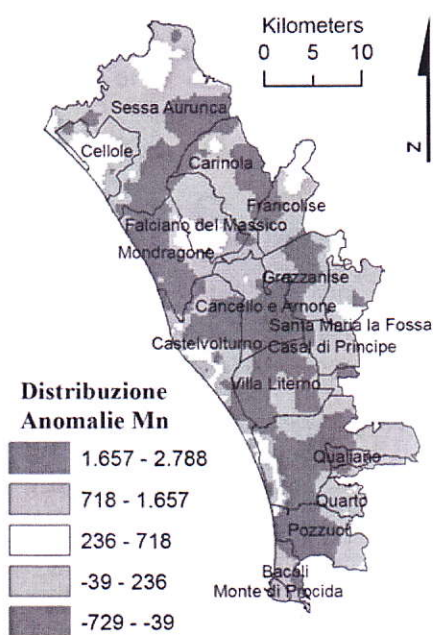 Kilometers
0 5 10
N
Sessa Aurunca
Cellole
Carinola
Francolise
Falciano del Massico
Mondragone
Grazzanise
Cancello e Arnone
Santa Maria la Fossa
Castelvolturno
Casal di Principe
Villa Literno
Qualiano
Quarto
Pozzuoli
Bacoli
Monte di Procida
Distribuzione
Anomalie Mn
1.657 - 2.788
718 - 1.657
236 - 718
-39 - 236
-729 - -39